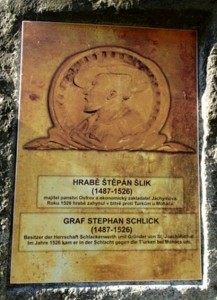 HRABĚ ŠTĚPÁN ŠLIK
(1487-1526)
majitel panství Ostrov a ekonomický zakladatel Jáchymova.
Roku 1526 hrabě zahynul v bitvě proti Turkům u Moháče.
GRAF STEPHAN SCHLICK
(1487-1526)
Besitzer der Herrschaft Schlackenwerth und Gründer von St. Joachimsthal.
Im Jahre 1526 kam er in der Schlacht gegen die Türken bei Mohács um.